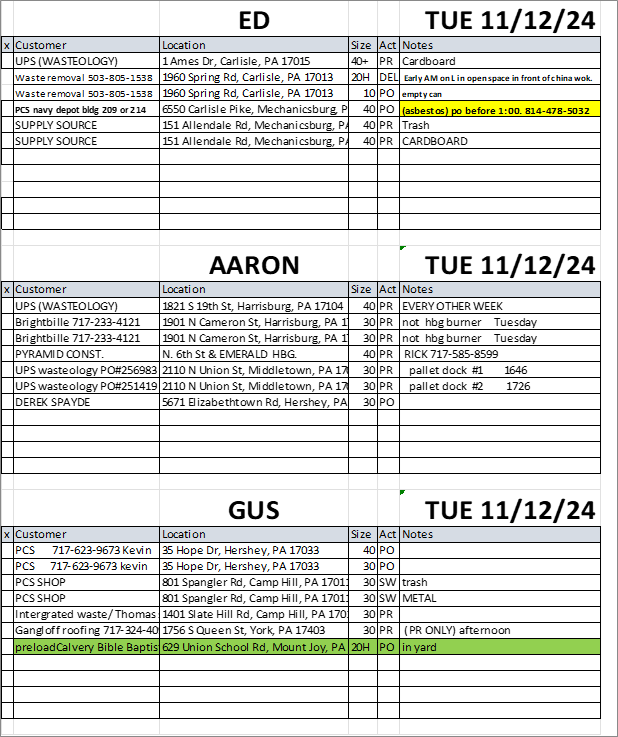 ED TUE 11/12/24
x Customer Location Size Act Notes
UPS (WASTEOLOGY) 1 Ames Dr, Carlisle, PA 17015 40+ PR Cardboard
Waste removal 503-805-1538 1960 Spring Rd, Carlisle, PA 17013 20H DEL Early AM on L in open space in front of china wok.
Waste removal 503-805-1538 1960 Spring Rd, Carlisle, PA 17013 10 PO empty can
PCS navy depot bldg 209 or 214 6550 Carlisle Pike, Mechanicsburg, P 40 PO (asbestos) po before 1:00. 814-478-5032
SUPPLY SOURCE 151 Allendale Rd, Mechanicsburg, PA 40 PR Trash
SUPPLY SOURCE 151 Allendale Rd, Mechanicsburg, PA 40 PR CARDBOARD
AARON TUE 11/12/24
x Customer Location Size Act Notes
UPS (WASTEOLOGY) 1821 S 19th St, Harrisburg, PA 17104 40 PR EVERY OTHER WEEK
Brightbille 717-233-4121 1901 N Cameron St, Harrisburg, PA 17 30 PR not hbg burner Tuesday
Brightbille 717-233-4121 1901 N Cameron St, Harrisburg, PA 17 30 PR not hbg burner Tuesday
PYRAMID CONST. N. 6th St & EMERALD HBG. 40 PR RICK 717-585-8599
UPS wasteology PO#256983 2110 N Union St, Middletown, PA 170 30 PR pallet dock #1 1646
UPS wasteology PO#251419 2110 N Union St, Middletown, PA 170 30 PR pallet dock #2 1726
DEREK SPAYDE 5671 Elizabethtown Rd, Hershey, PA 30 PO
GUS TUE 11/12/24
x Customer Location Size Act Notes
PCS 717-623-9673 Kevin 35 Hope Dr, Hershey, PA 17033 40 PO
PCS 717-623-9673 kevin 35 Hope Dr, Hershey, PA 17033 30 PO
PCS SHOP 801 Spangler Rd, Camp Hill, PA 17011 30 SW trash
PCS SHOP 801 Spangler Rd, Camp Hill, PA 17011 30 SW METAL
Intergrated waste/ Thomas 1401 Slate Hill Rd, Camp Hill, PA 1701 30 PR
Gangloff roofing 717-324-40 1756 S Queen St, York, PA 17403 30 PR (PR ONLY) afternoon
preloadCalvery Bible Baptis 629 Union School Rd, Mount Joy, PA 20H PO in yard